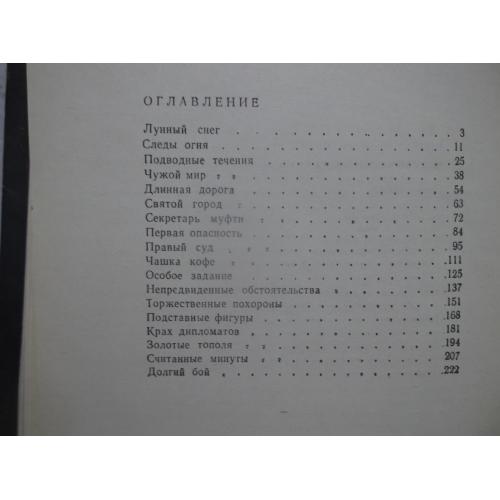 ОГЛАВЛЕНИЕ
Лунный снег . . . . . . . . . . . . 3
Следы огня . . . . . . . . . . . . 11
Подводные течения . . . . . . . . . . 25
Чужой мир . . . . . . . . . . . . 38
Длинная дорога . . . . . . . . . . . 54
Святой город . . . . . . . . . . . 63
Секретарь муфти . . . . . . . . . . 72
Первая опасность . . . . . . . . . . 84
Правый суд . . . . . . . . . . . . 95
Чашка кофе . . . . . . . . . . . . 111
Особое задание . . . . . . . . . . . 125
Непредвиденные обстоятельства . . . . . . . 137
Торжественные похороны . . . . . . . . 151
Подставные фигуры . . . . . . . . . . 168
Крах дипломатов . . . . . . . . . . 181
Золотые тополя . . . . . . . . . . . 194
Считанные минуты . . . . . . . . . . 207
Долгий бой . . . . . . . . . . . . 222